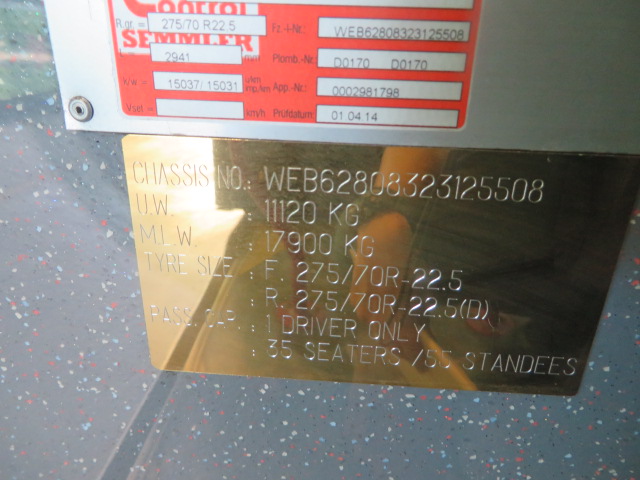 Control
SEMMLER
R.gr. = 275/70 R22.5 Fz.-I-Nr.: WEB62808323125508
2941 mm Plomb.-Nr.: D0170 D0170
k/w = 15037/ 15031 App.-Nr.: 0002981798
Vset = km/h Prüfdatum: 01.04.14
CHASSIS NO.: WEB62808323125508
U.W. : 11120 KG
M.L.W. : 17900 KG
TYRE SIZE : F. 275/70R-22.5
: R. 275/70R-22.5(D)
PASS. CAP. : 1 DRIVER ONLY
: 35 SEATERS /55 STANDEES